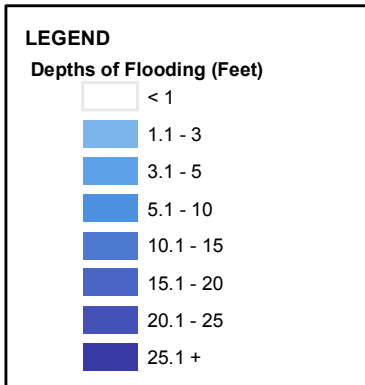 LEGEND
Depths of Flooding (Feet)
< 1
1.1 - 3
3.1 - 5
5.1 - 10
10.1 - 15
15.1 - 20
20.1 - 25
25.1 +